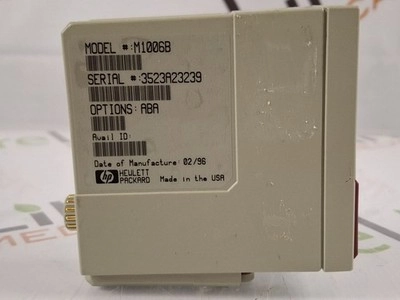 MODEL #:M1006B
SERIAL #:3523A23239
OPTIONS:ABA
Avail ID:
Date of Manufacture: 02/96
hp HEWLETT
PACKARD Made in the USA